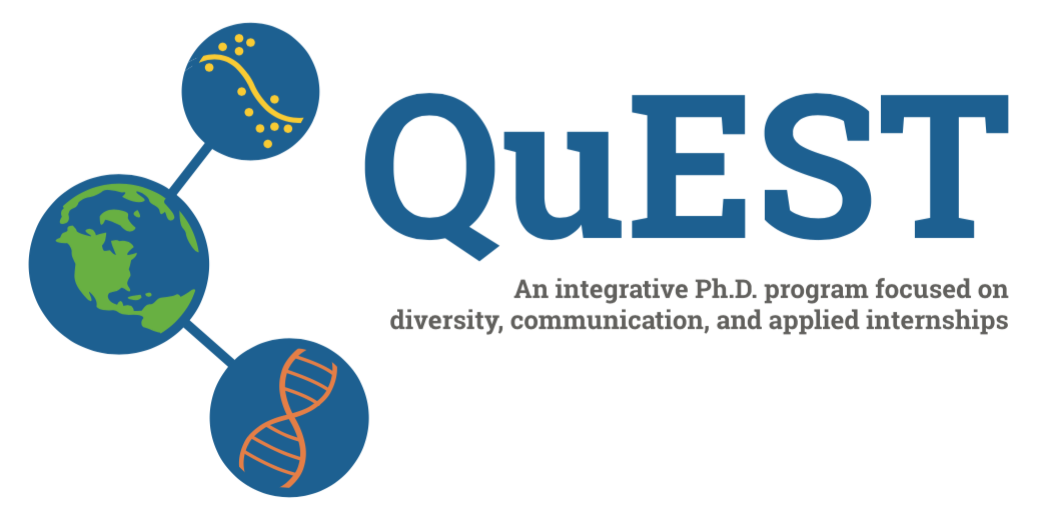 QuEST
An integrative Ph.D. program focused on
diversity, communication, and applied internships